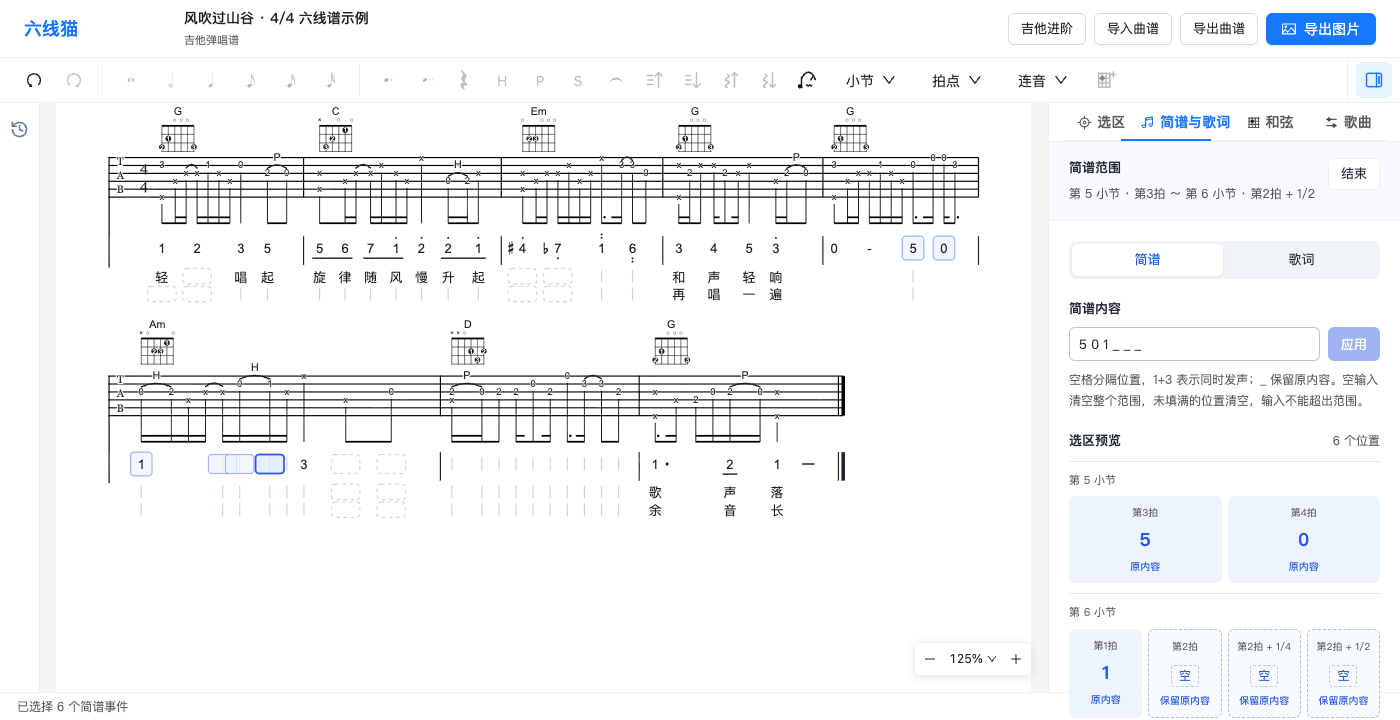 六线猫
风吹过山谷 · 4/4 六线谱示例
吉他弹唱谱
吉他进阶
导入曲谱
导出曲谱
导出图片
H P S
小节
拍点
连音
选区
简谱与歌词
和弦
歌曲
G C Em G G
T A B
4 4
P H P
1 2 3 5 5 6 7 1 2 2 1 ♯4 ♭7 1 6 3 4 5 3 0 - 5 0
轻 唱 起 旋 律 随 风 慢 升 起 和 声 轻 响
再 唱 一 遍
Am D G
H H P P
T A B
1 3 1· 2 1 —
歌 声 落
余 音 长
125%
简谱范围
第 5 小节 · 第3拍 ～ 第 6 小节 · 第2拍 + 1/2
结束
简谱
歌词
简谱内容
5 0 1 _ _ _
应用
空格分隔位置，1+3 表示同时发声；_ 保留原内容。空输入
清空整个范围，未填满的位置清空，输入不能超出范围。
选区预览
6 个位置
第 5 小节
第3拍
5
原内容
第4拍
0
原内容
第 6 小节
第1拍
1
原内容
第2拍
空
保留原内容
第2拍 + 1/4
空
保留原内容
第2拍 + 1/2
空
保留原内容
已选择 6 个简谱事件